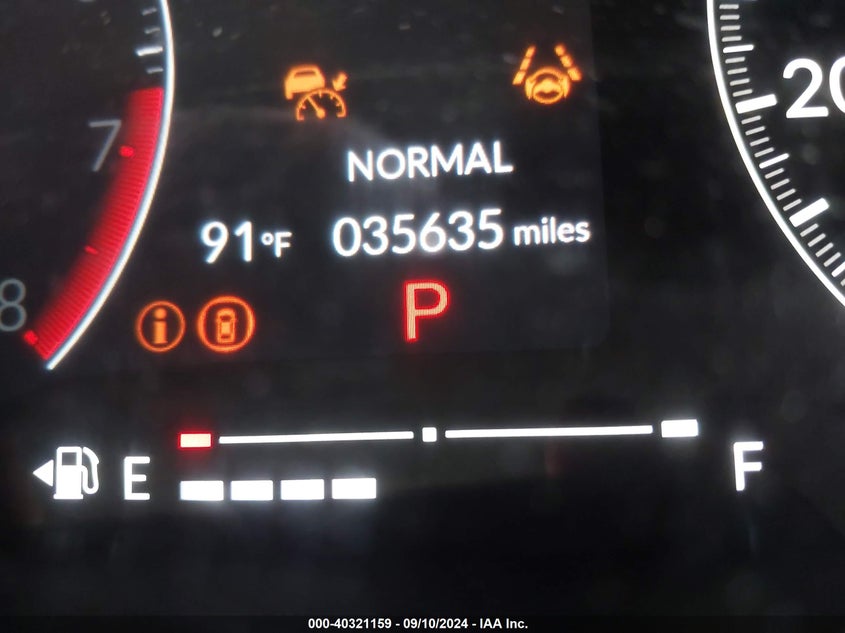 20
7
NORMAL
91°F 035635 miles
8
P
E F
000-40321159 - 09/10/2024 - IAA Inc.